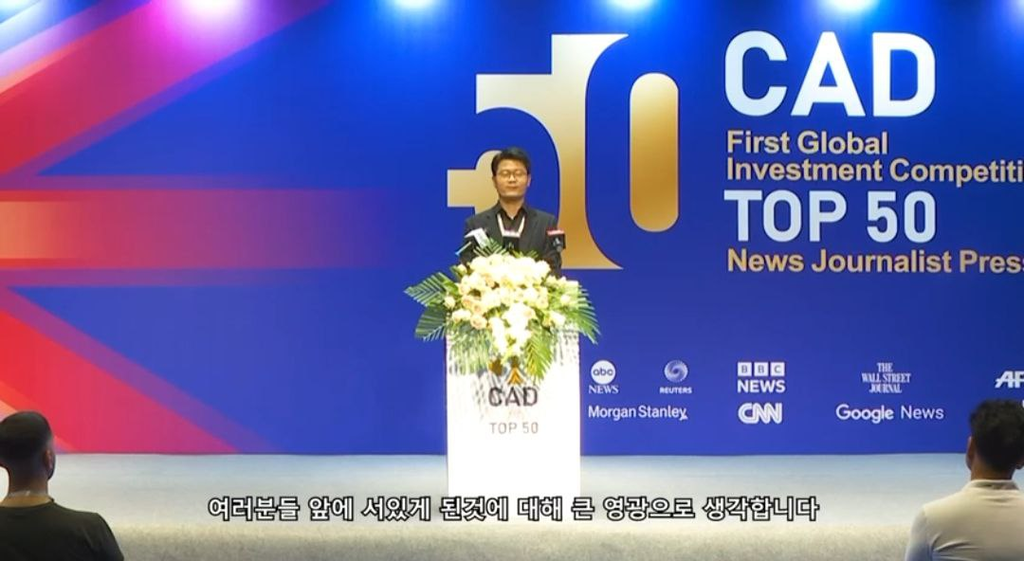 50
CAD
First Global
Investment Competiti
TOP 50
News Journalist Press
abc
NEWS
REUTERS
BBC
NEWS
THE
WALL STREET
JOURNAL
AF
Morgan Stanley
CNN
Google News
CAD
TOP 50
여러분들 앞에 서있게 된것에 대해 큰 영광으로 생각합니다